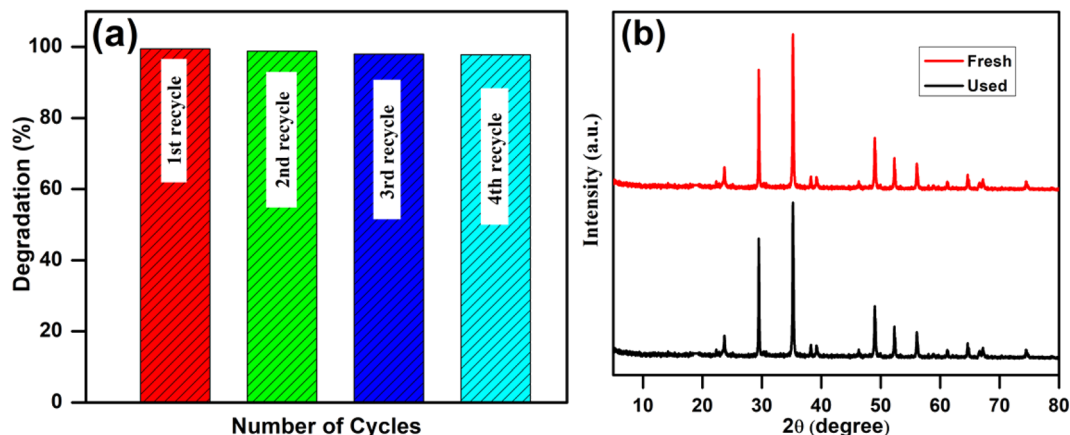 (a)
Degradation (%)
100
80
60
40
20
0
1st recycle
2nd recycle
3rd recycle
4th recycle
Number of Cycles
(b)
Intensity (a.u.)
Fresh
Used
10 20 30 40 50 60 70 80
2θ (degree)